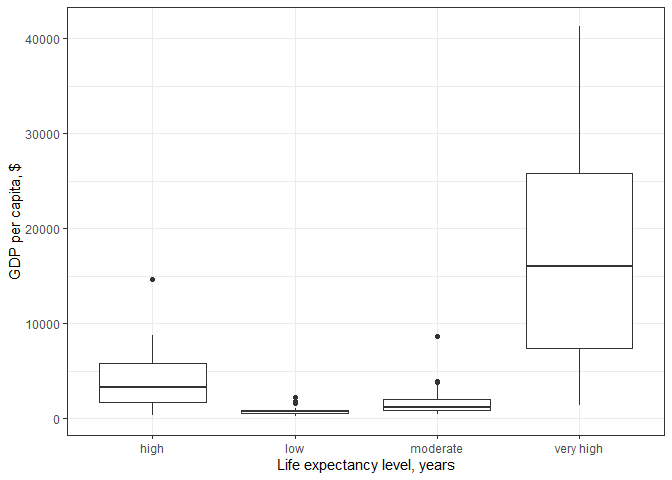 GDP per capita, $
40000
30000
20000
10000
0
high
low
moderate
very high
Life expectancy level, years